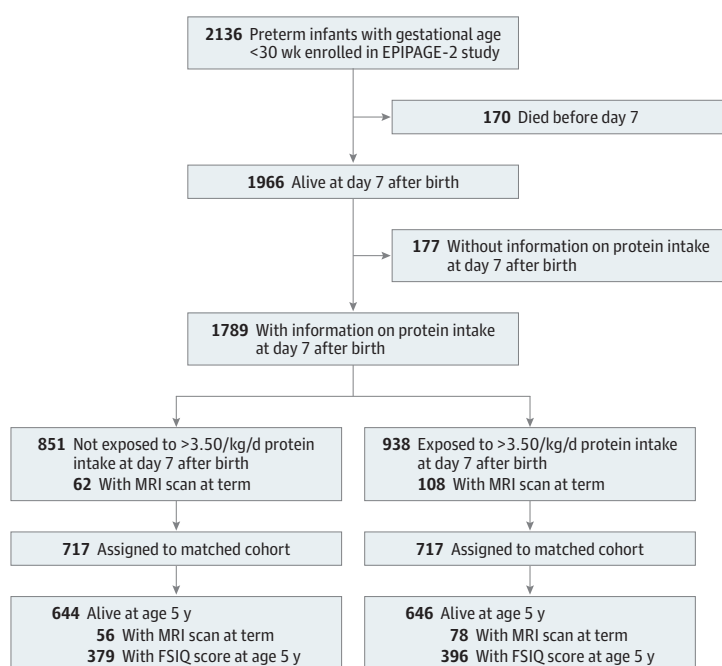 2136 Preterm infants with gestational age
<30 wk enrolled in EPIPAGE-2 study
170 Died before day 7
1966 Alive at day 7 after birth
177 Without information on protein intake
at day 7 after birth
1789 With information on protein intake
at day 7 after birth
851 Not exposed to >3.50/kg/d protein
intake at day 7 after birth
62 With MRI scan at term
938 Exposed to >3.50/kg/d protein intake
at day 7 after birth
108 With MRI scan at term
717 Assigned to matched cohort
717 Assigned to matched cohort
644 Alive at age 5 y
56 With MRI scan at term
379 With FSIQ score at age 5 y
646 Alive at age 5 y
78 With MRI scan at term
396 With FSIQ score at age 5 y